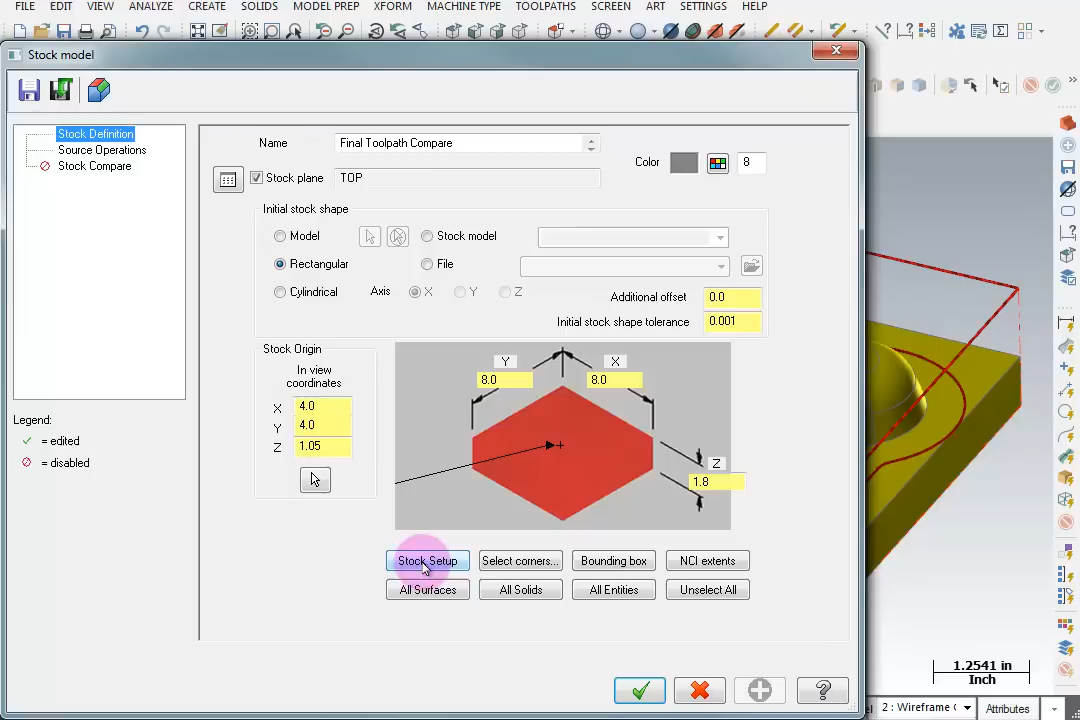 FILE EDIT VIEW ANALYZE CREATE SOLIDS MODEL PREP XFORM MACHINE TYPE TOOLPATHS SCREEN ART SETTINGS HELP
Stock model
Stock Definition
Source Operations
Stock Compare
Legend:
= edited
= disabled
Name Final Toolpath Compare
Color 8
Stock plane TOP
Initial stock shape
Model Stock model
Rectangular File
Cylindrical Axis X Y Z
Additional offset 0.0
Initial stock shape tolerance 0.001
Stock Origin
In view
coordinates
X 4.0
Y 4.0
Z 1.05
Y X
8.0 8.0
Z
1.8
Stock Setup Select corners... Bounding box NCI extents
All Surfaces All Solids All Entities Unselect All
1.2541 in
Inch
2 : Wireframe Attributes